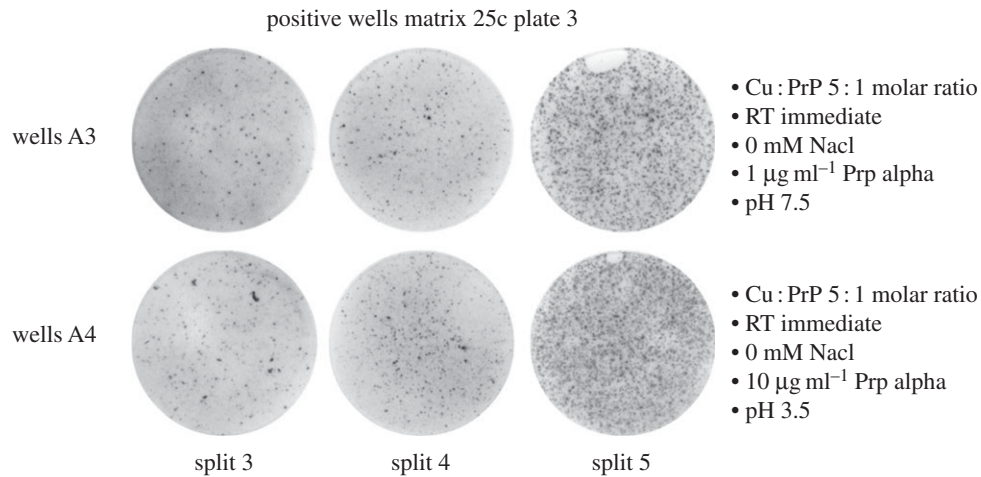 positive wells matrix 25c plate 3
wells A3
• Cu : PrP 5 : 1 molar ratio
• RT immediate
• 0 mM Nacl
• 1 µg ml⁻¹ Prp alpha
• pH 7.5
wells A4
• Cu : PrP 5 : 1 molar ratio
• RT immediate
• 0 mM Nacl
• 10 µg ml⁻¹ Prp alpha
• pH 3.5
split 3 split 4 split 5